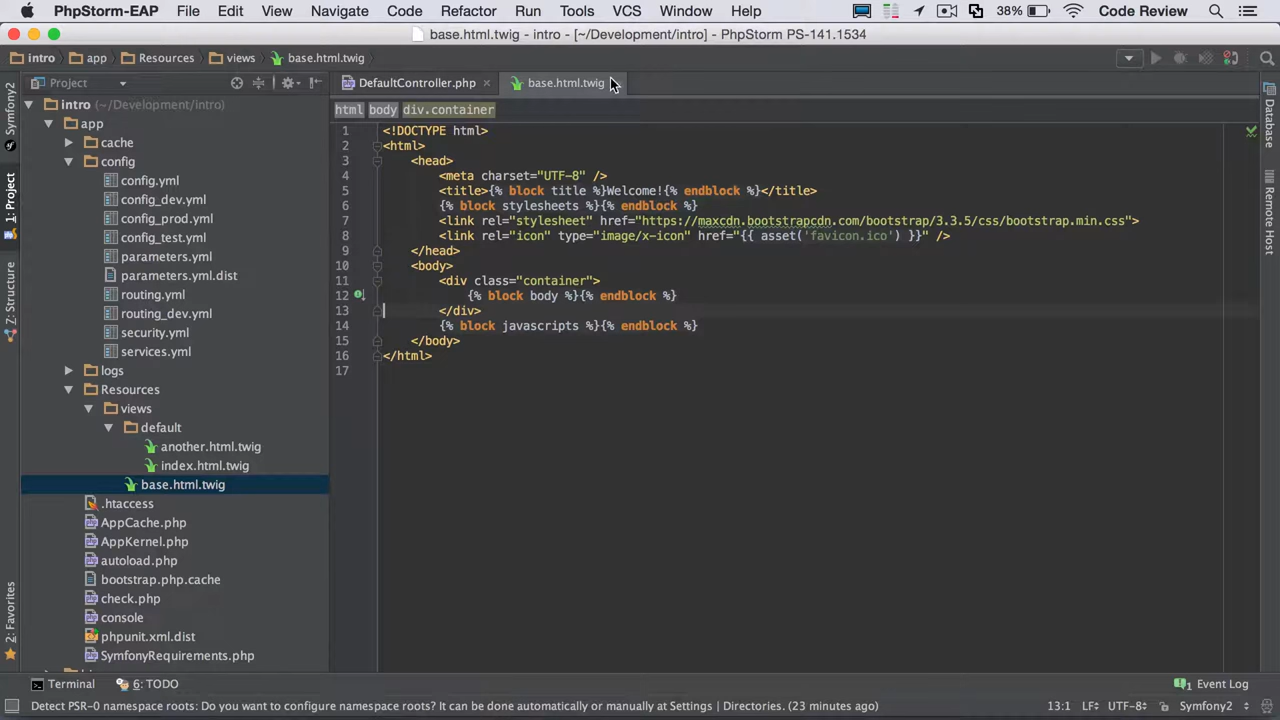 PhpStorm-EAP File Edit View Navigate Code Refactor Run Tools VCS Window Help 38% Code Review
base.html.twig - intro - [~/Development/intro] - PhpStorm PS-141.1534
intro app Resources views base.html.twig
Project
DefaultController.php base.html.twig
html body div.container
Symfony2
1: Project
Z: Structure
2: Favorites
intro (~/Development/intro)
app
cache
config
config.yml
config_dev.yml
config_prod.yml
config_test.yml
parameters.yml
parameters.yml.dist
routing.yml
routing_dev.yml
security.yml
services.yml
logs
Resources
views
default
another.html.twig
index.html.twig
base.html.twig
.htaccess
AppCache.php
AppKernel.php
autoload.php
bootstrap.php.cache
check.php
console
phpunit.xml.dist
SymfonyRequirements.php
1 <!DOCTYPE html>
2 <html>
3 <head>
4 <meta charset="UTF-8" />
5 <title>{% block title %}Welcome!{% endblock %}</title>
6 {% block stylesheets %}{% endblock %}
7 <link rel="stylesheet" href="https://maxcdn.bootstrapcdn.com/bootstrap/3.3.5/css/bootstrap.min.css">
8 <link rel="icon" type="image/x-icon" href="{{ asset('favicon.ico') }}" />
9 </head>
10 <body>
11 <div class="container">
12 {% block body %}{% endblock %}
13 </div>
14 {% block javascripts %}{% endblock %}
15 </body>
16 </html>
17
Database
Remote Host
Terminal 6: TODO 1 Event Log
Detect PSR-0 namespace roots: Do you want to configure namespace roots? It can be done automatically or manually at Settings | Directories. (23 minutes ago) 13:1 LF UTF-8 Symfony2